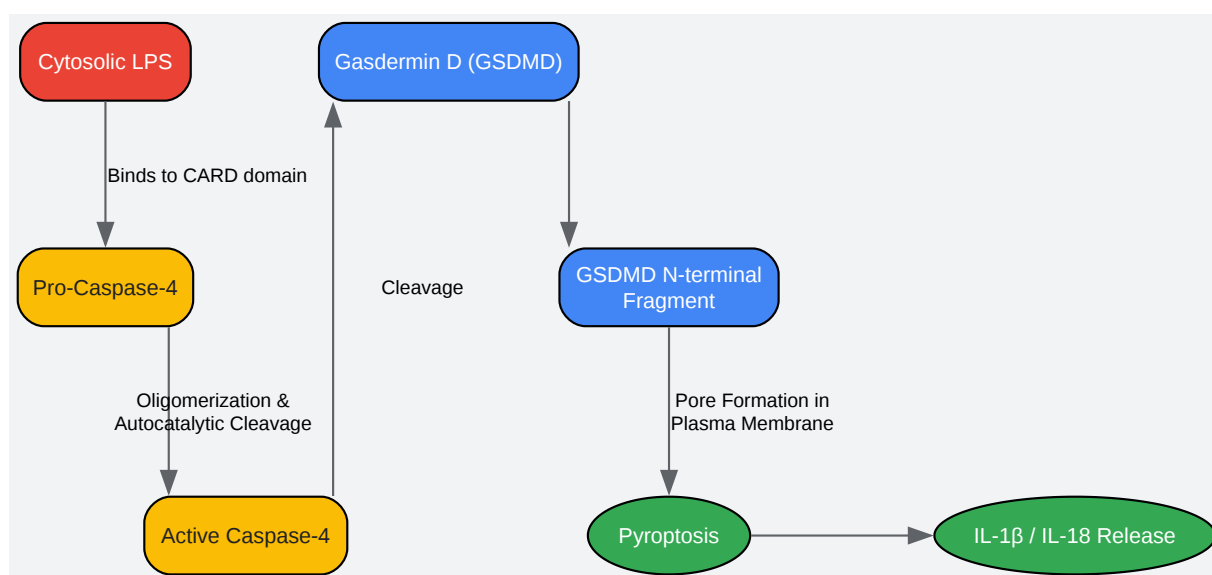 Cytosolic LPS
Gasdermin D (GSDMD)
Binds to CARD domain
Pro-Caspase-4
Cleavage
GSDMD N-terminal
Fragment
Oligomerization &
Autocatalytic Cleavage
Pore Formation in
Plasma Membrane
Active Caspase-4
Pyroptosis
IL-1β / IL-18 Release